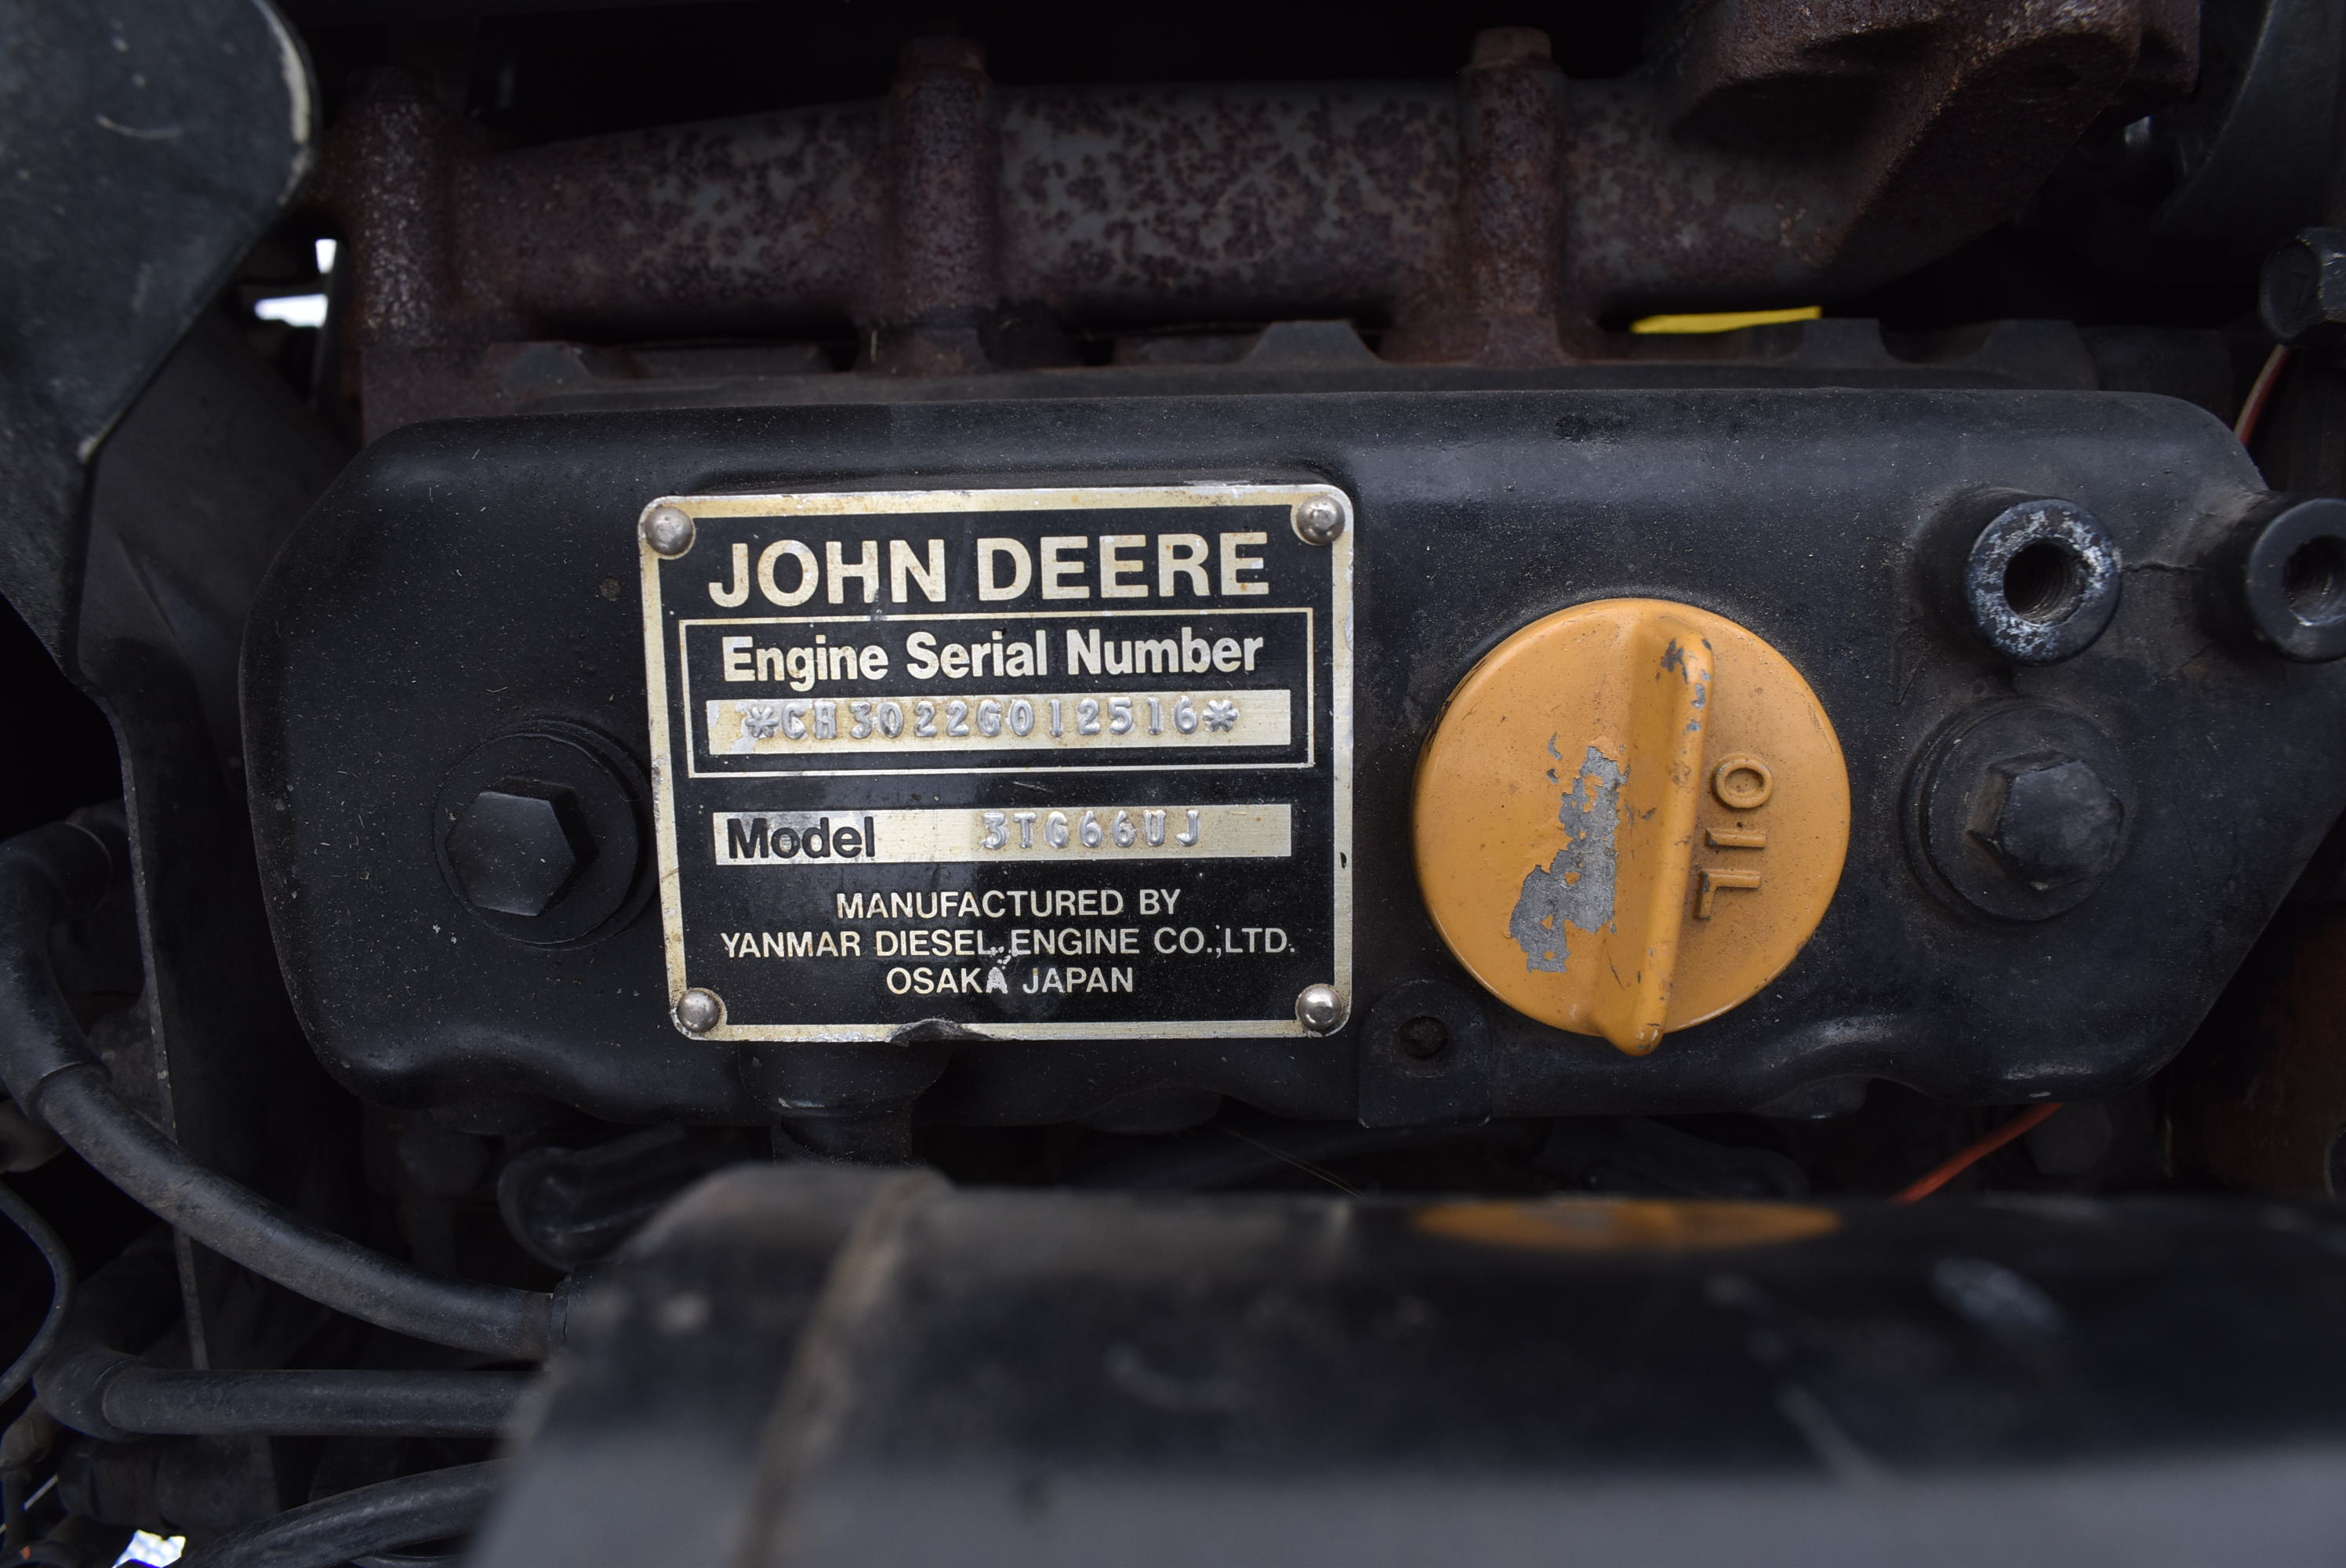 JOHN DEERE
Engine Serial Number
*CH3022G012516*
Model 3TG66UJ
MANUFACTURED BY
YANMAR DIESEL ENGINE CO.,LTD.
OSAKA JAPAN
OIL